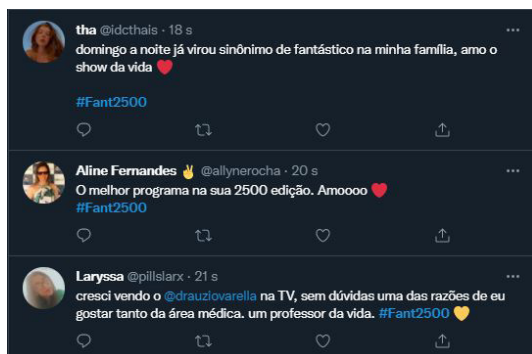 tha @idcthais · 18 s
domingo a noite já virou sinônimo de fantástico na minha família, amo o
show da vida ❤️
#Fant2500
Aline Fernandes ✌️ @allynerocha · 20 s
O melhor programa na sua 2500 edição. Amoooo ❤️
#Fant2500
Laryssa @pillslarx · 21 s
cresci vendo o @drauziovarella na TV, sem dúvidas uma das razões de eu
gostar tanto da área médica. um professor da vida. #Fant2500 💛